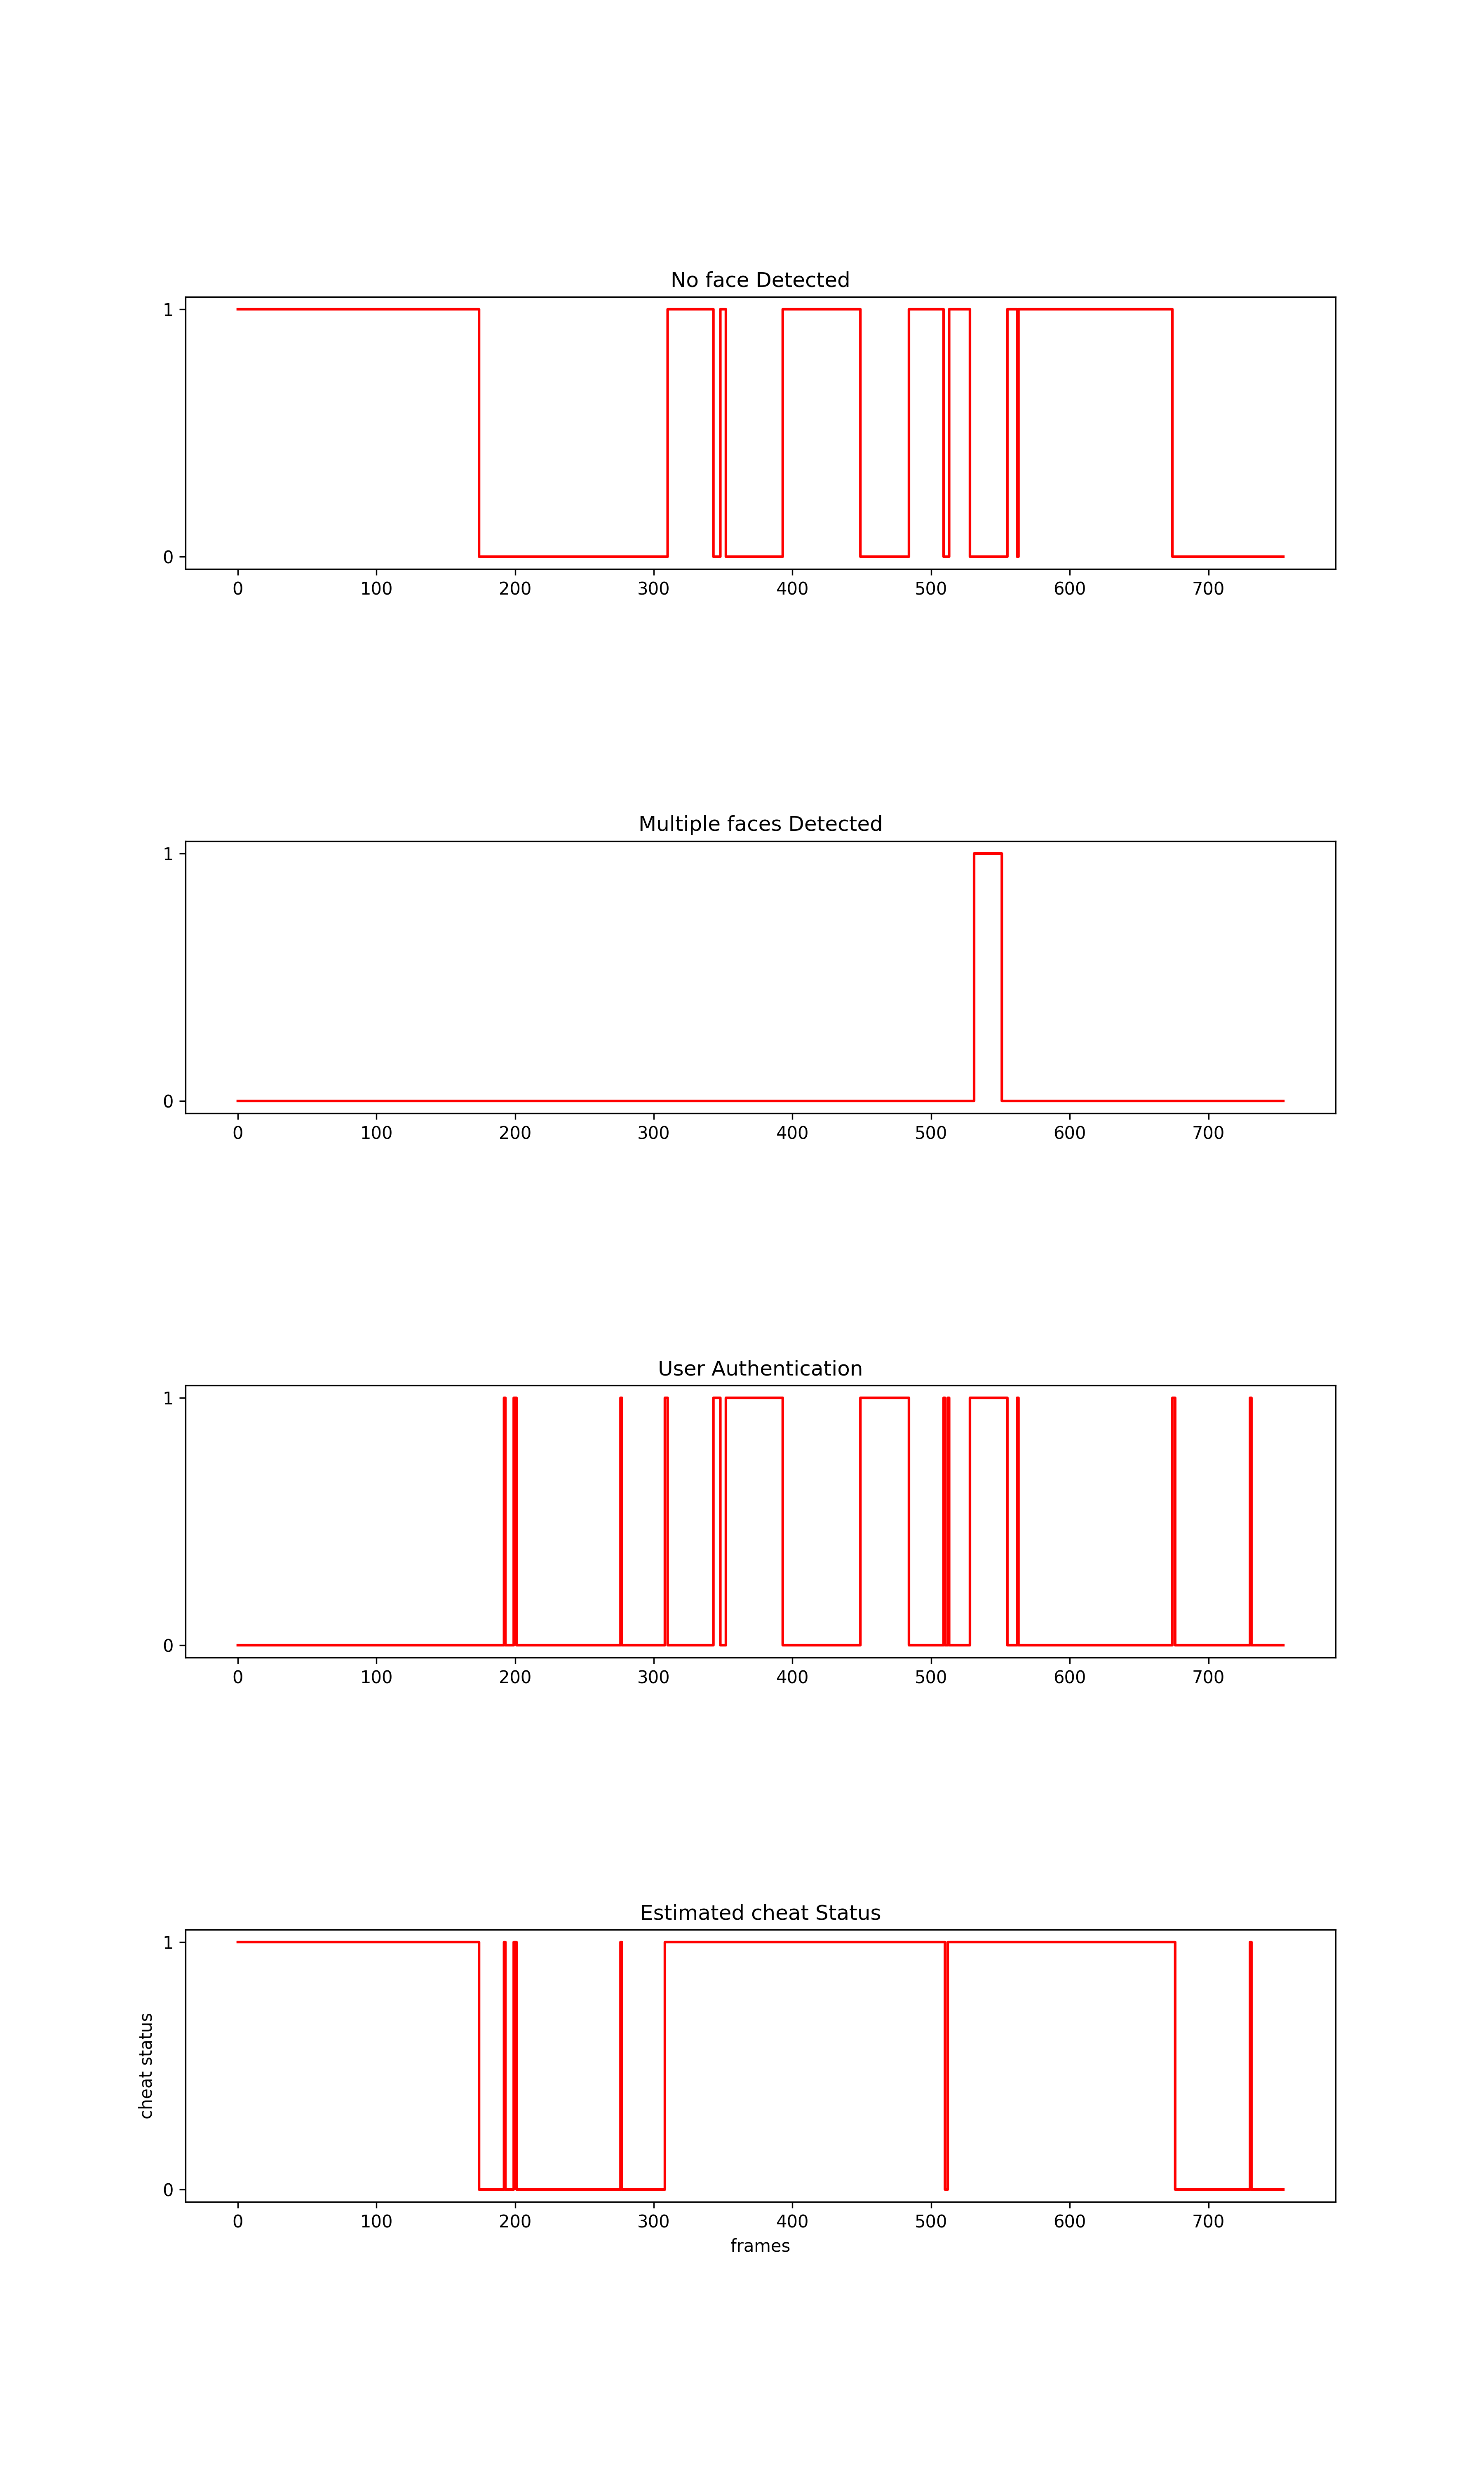 No face Detected
1
0
0 100 200 300 400 500 600 700
Multiple faces Detected
1
0
0 100 200 300 400 500 600 700
User Authentication
1
0
0 100 200 300 400 500 600 700
Estimated cheat Status
1
cheat status
0
0 100 200 300 400 500 600 700
frames